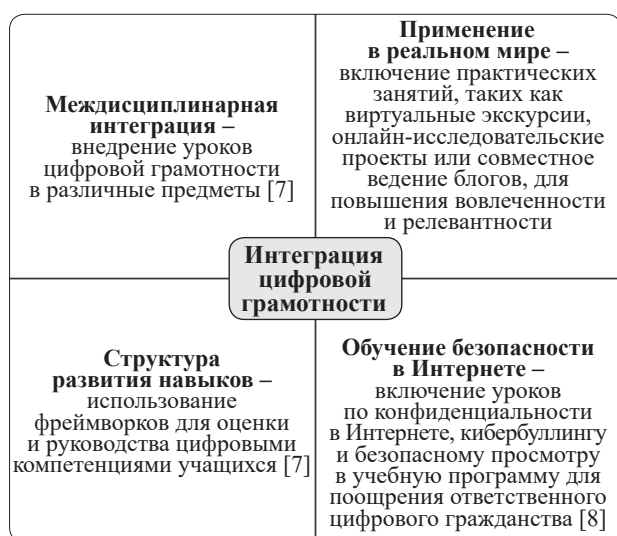 Междисциплинарная
интеграция –
внедрение уроков
цифровой грамотности
в различные предметы [7]
Применение
в реальном мире –
включение практических
занятий, таких как
виртуальные экскурсии,
онлайн-исследовательские
проекты или совместное
ведение блогов, для
повышения вовлеченности
и релевантности
Интеграция
цифровой
грамотности
Структура
развития навыков –
использование
фреймворков для оценки
и руководства цифровыми
компетенциями учащихся [7]
Обучение безопасности
в Интернете –
включение уроков
по конфиденциальности
в Интернете, кибербуллингу
и безопасному просмотру
в учебную программу для
поощрения ответственного
цифрового гражданства [8]